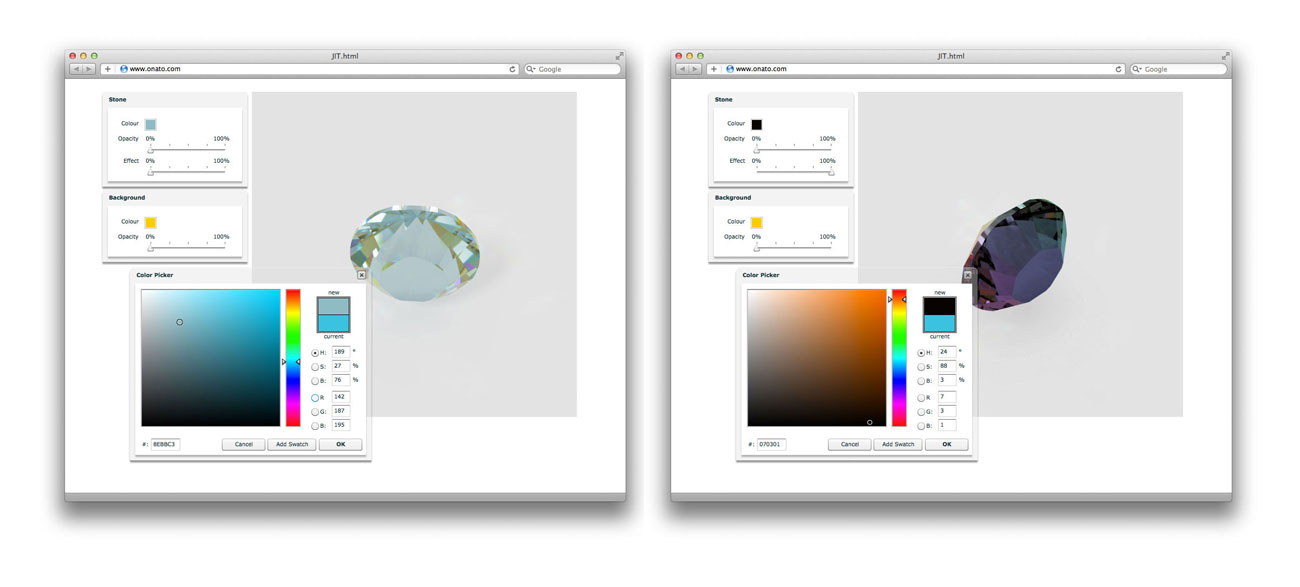 JIT.html
www.onato.com
Google
Stone
Colour
Opacity 0% 100%
Effect 0% 100%
Background
Colour
Opacity 0% 100%
Color Picker
new
current
H: 189 °
S: 27 %
B: 76 %
R 142
G: 187
B: 195
#: 8EBBC3
Cancel
Add Swatch
OK
JIT.html
www.onato.com
Google
Stone
Colour
Opacity 0% 100%
Effect 0% 100%
Background
Colour
Opacity 0% 100%
Color Picker
new
current
H: 24 °
S: 88 %
B: 3 %
R 7
G: 3
B: 1
#: 070301
Cancel
Add Swatch
OK